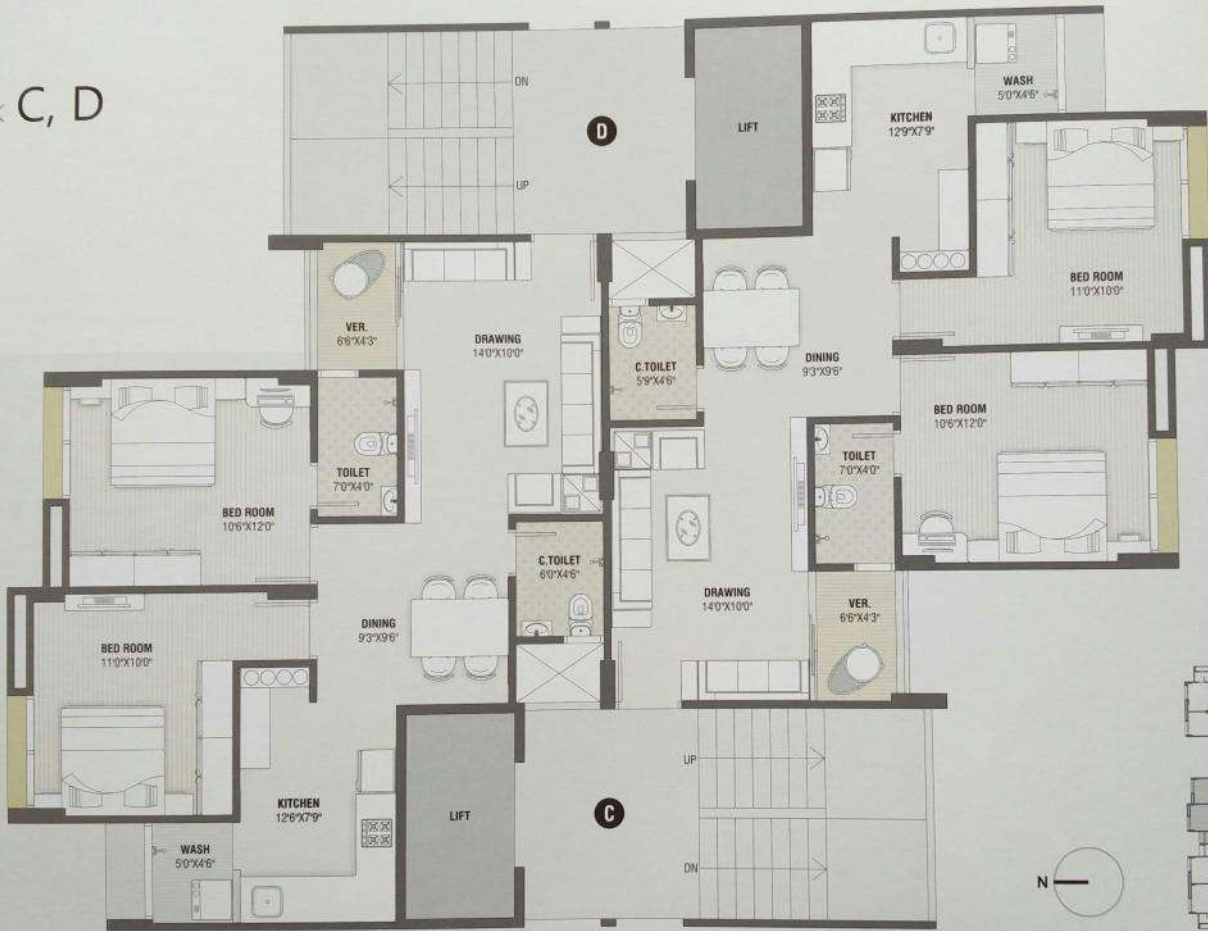 C, D
DN
UP
D
LIFT
KITCHEN
12'9"X7'9"
WASH
5'0"X4'6"
BED ROOM
11'0"X10'0"
VER.
6'6"X4'3"
DRAWING
14'0"X10'0"
C.TOILET
5'9"X4'6"
DINING
9'3"X9'6"
BED ROOM
10'6"X12'0"
TOILET
7'0"X4'0"
BED ROOM
10'6"X12'0"
TOILET
7'0"X4'0"
C.TOILET
6'0"X4'6"
DRAWING
14'0"X10'0"
VER.
6'6"X4'3"
DINING
9'3"X9'6"
BED ROOM
11'0"X10'0"
KITCHEN
12'6"X7'9"
WASH
5'0"X4'6"
LIFT
C
UP
DN
N